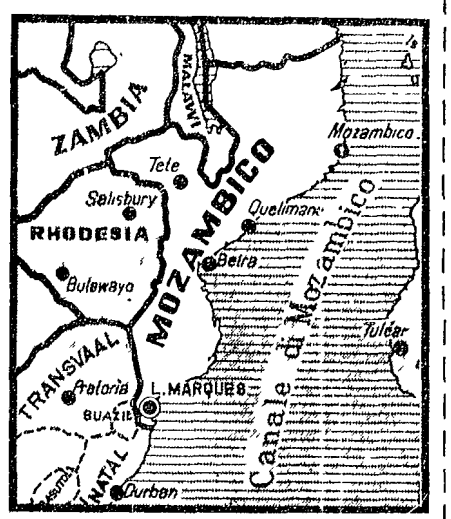 Is
ZAMBIA
MALAWI
Mozambico
Tete
MOZAMBICO
Salisbury
Quelimane
RHODESIA
Beira
Bulawayo
Canale di Mozambico
Tulear
TRANSVAAL
Pretoria
L. MARQUES
SUAZIL
NATAL
Durban